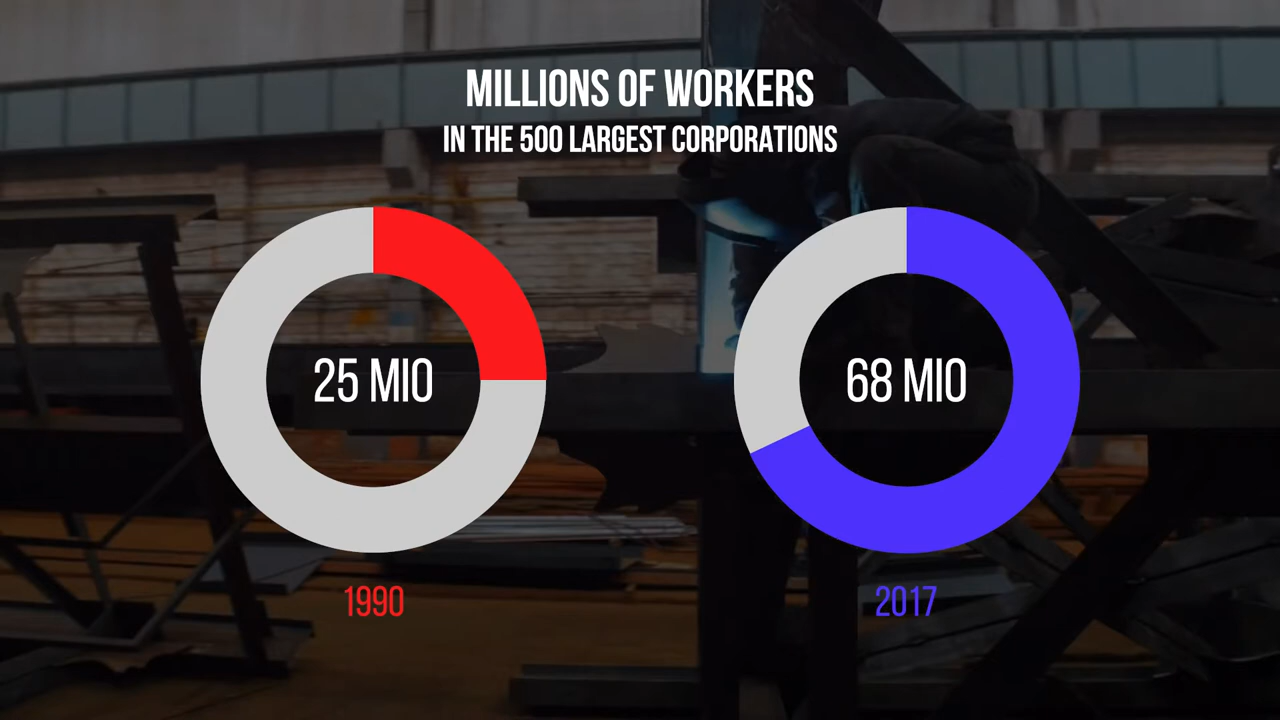 MILLIONS OF WORKERS
IN THE 500 LARGEST CORPORATIONS
25 MIO
68 MIO
1990
2017